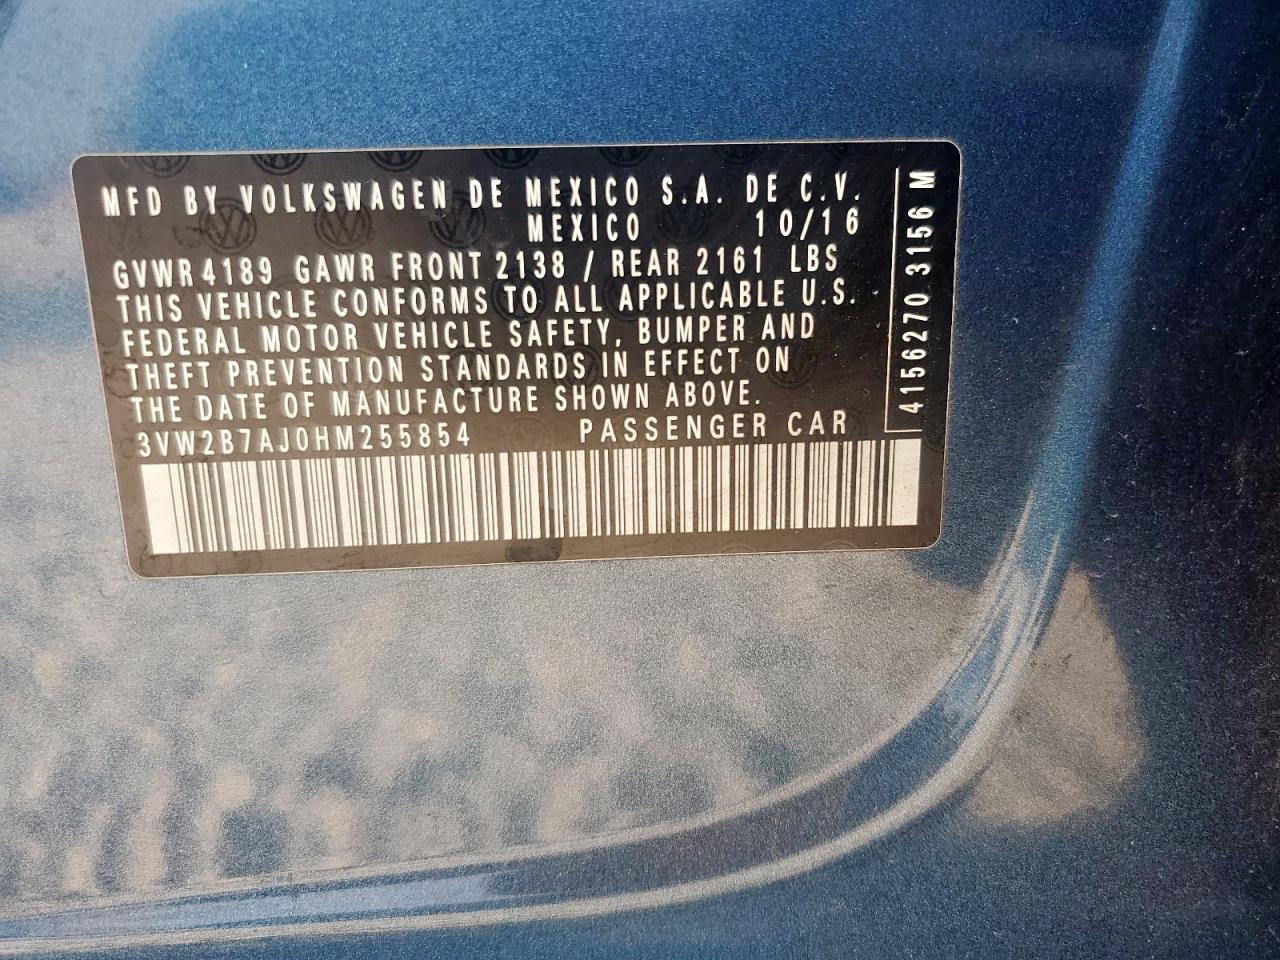 MFD BY VOLKSWAGEN DE MEXICO S.A. DE C.V.
MEXICO 10/16
GVWR 4189 GAWR FRONT 2138 / REAR 2161 LBS
THIS VEHICLE CONFORMS TO ALL APPLICABLE U.S.
FEDERAL MOTOR VEHICLE SAFETY, BUMPER AND
THEFT PREVENTION STANDARDS IN EFFECT ON
THE DATE OF MANUFACTURE SHOWN ABOVE.
3VW2B7AJ0HM255854 PASSENGER CAR
4156270 3156 M